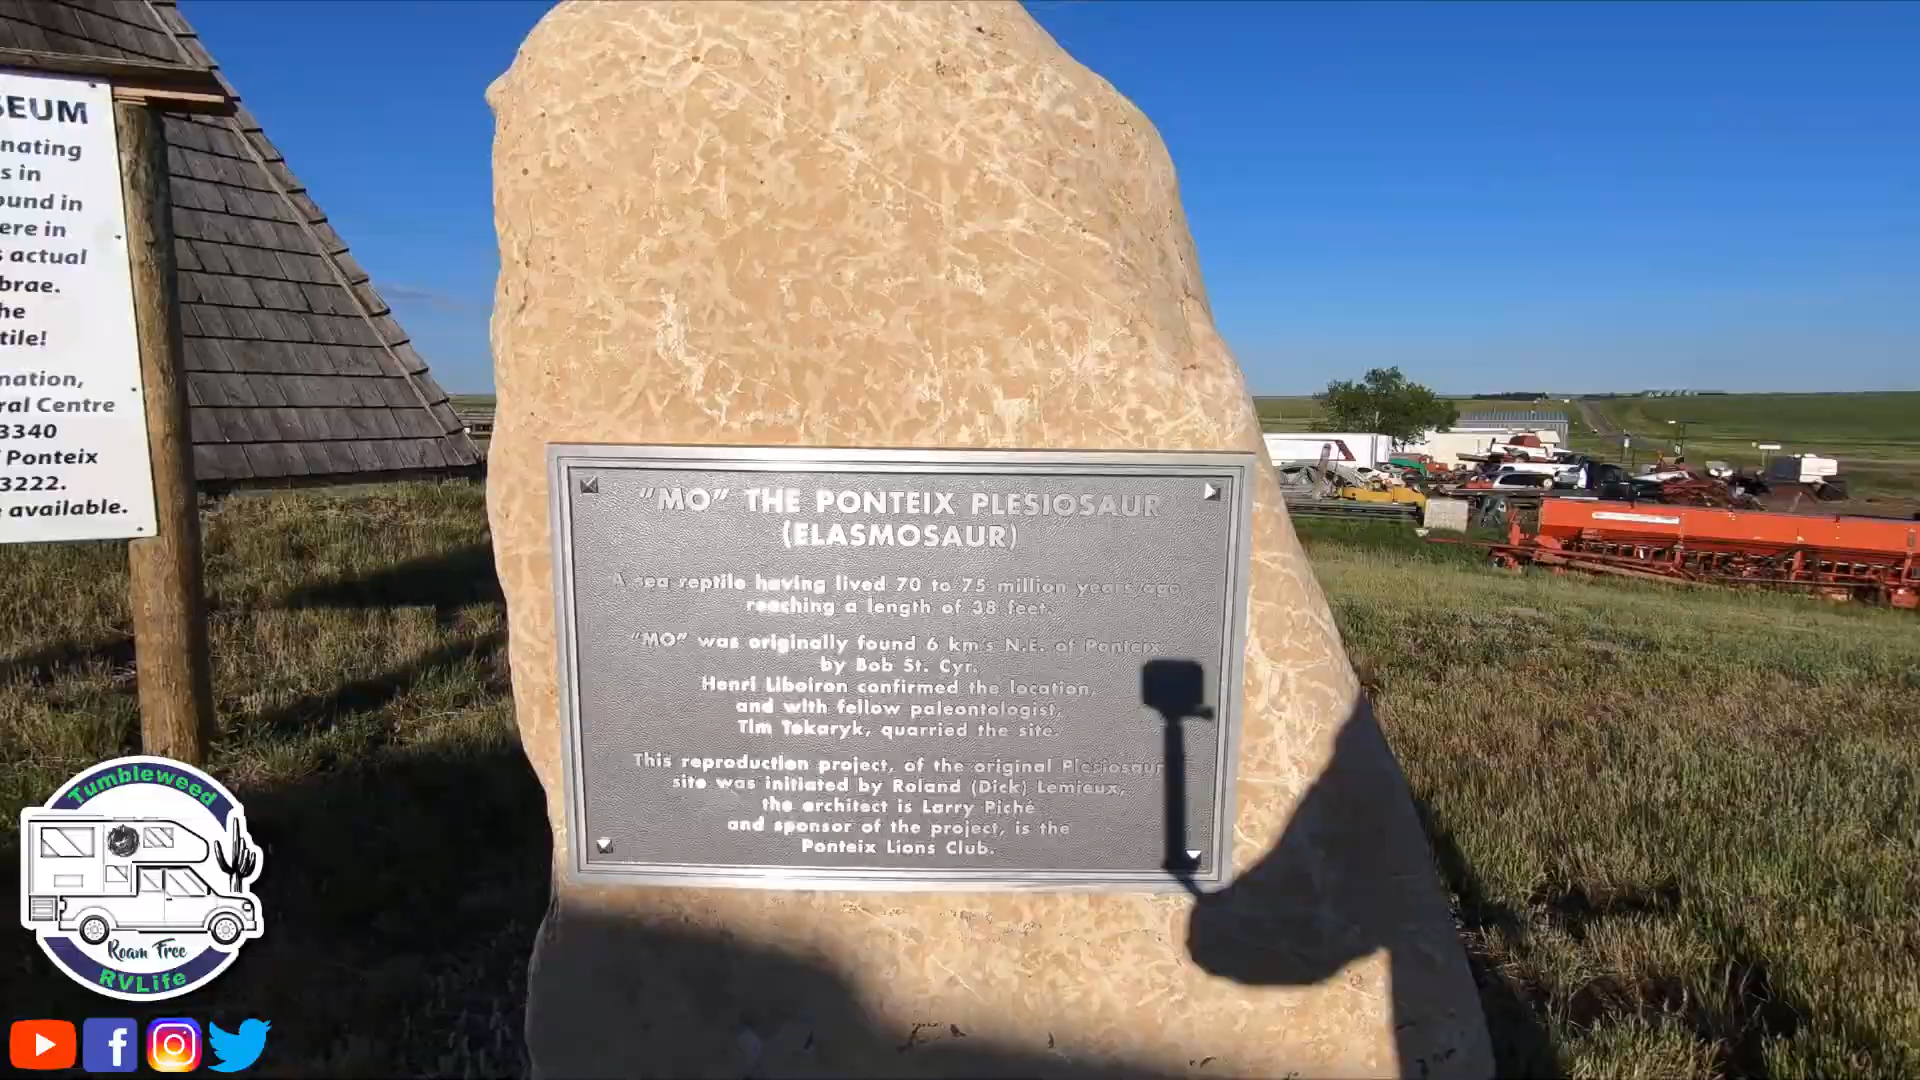 SEUM
nating
s in
ound in
ere in
s actual
brae.
he
tile!
nation,
ral Centre
3340
Ponteix
3222.
available.
"MO" THE PONTEIX PLESIOSAUR
(ELASMOSAUR)
A sea reptile having lived 70 to 75 million years ago,
reaching a length of 38 feet.
"MO" was originally found 6 km's N.E. of Ponteix,
by Bob St. Cyr.
Henri Liboiron confirmed the location,
and with fellow paleontologist,
Tim Tokaryk, quarried the site.
This reproduction project, of the original Plesiosaur
site was initiated by Roland (Dick) Lemieux,
the architect is Larry Piché
and sponsor of the project, is the
Ponteix Lions Club.
Tumbleweed
Roam Free
RVLife